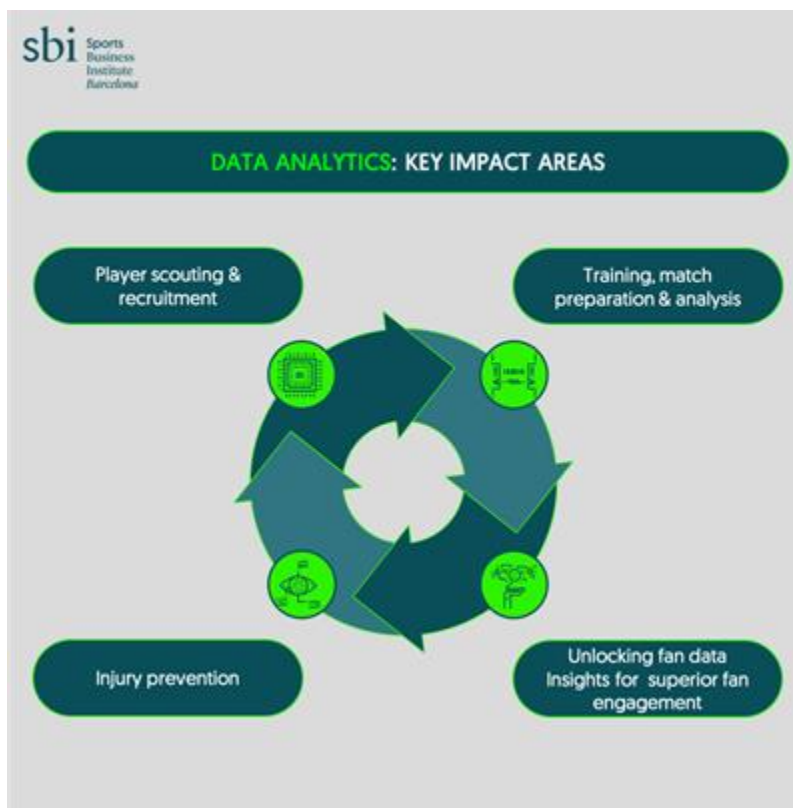 sbi
Sports
Business
Institute
Barcelona
DATA ANALYTICS: KEY IMPACT AREAS
Player scouting &
recruitment
Training, match
preparation & analysis
Injury prevention
Unlocking fan data
Insights for superior fan
engagement